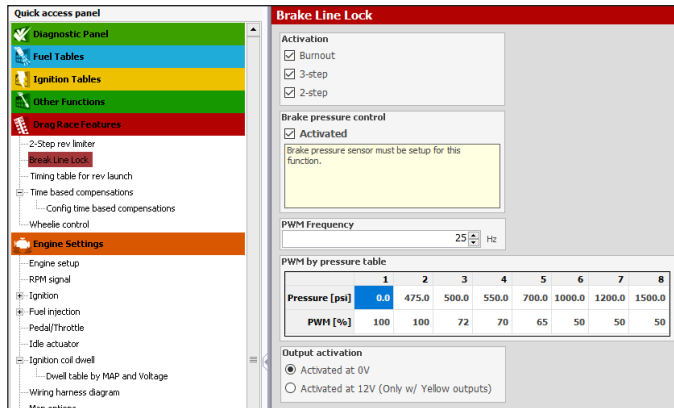 Quick access panel
Diagnostic Panel
Fuel Tables
Ignition Tables
Other Functions
Drag Race Features
2-Step rev limiter
Break Line Lock
Timing table for rev launch
Time based compensations
Config time based compensations
Wheelie control
Engine Settings
Engine setup
RPM signal
Ignition
Fuel injection
Pedal/Throttle
Idle actuator
Ignition coil dwell
Dwell table by MAP and Voltage
Wiring harness diagram
Map options
Brake Line Lock
Activation
Burnout
3-step
2-step
Brake pressure control
Activated
Brake pressure sensor must be setup for this
function.
PWM Frequency
25 Hz
PWM by pressure table
1 2 3 4 5 6 7 8
Pressure [psi] 0.0 475.0 500.0 550.0 700.0 1000.0 1200.0 1500.0
PWM [%] 100 100 72 70 65 50 50 50
Output activation
Activated at 0V
Activated at 12V (Only w/ Yellow outputs)